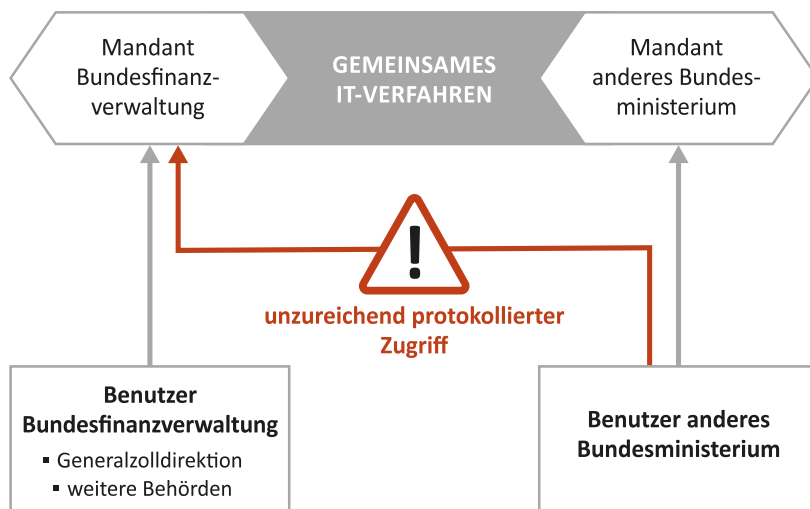 Mandant
Bundesfinanz-
verwaltung
GEMEINSAMES
IT-VERFAHREN
Mandant
anderes Bundes-
ministerium
!
unzureichend protokollierter
Zugriff
Benutzer
Bundesfinanzverwaltung
▪ Generalzolldirektion
▪ weitere Behörden
Benutzer anderes
Bundesministerium